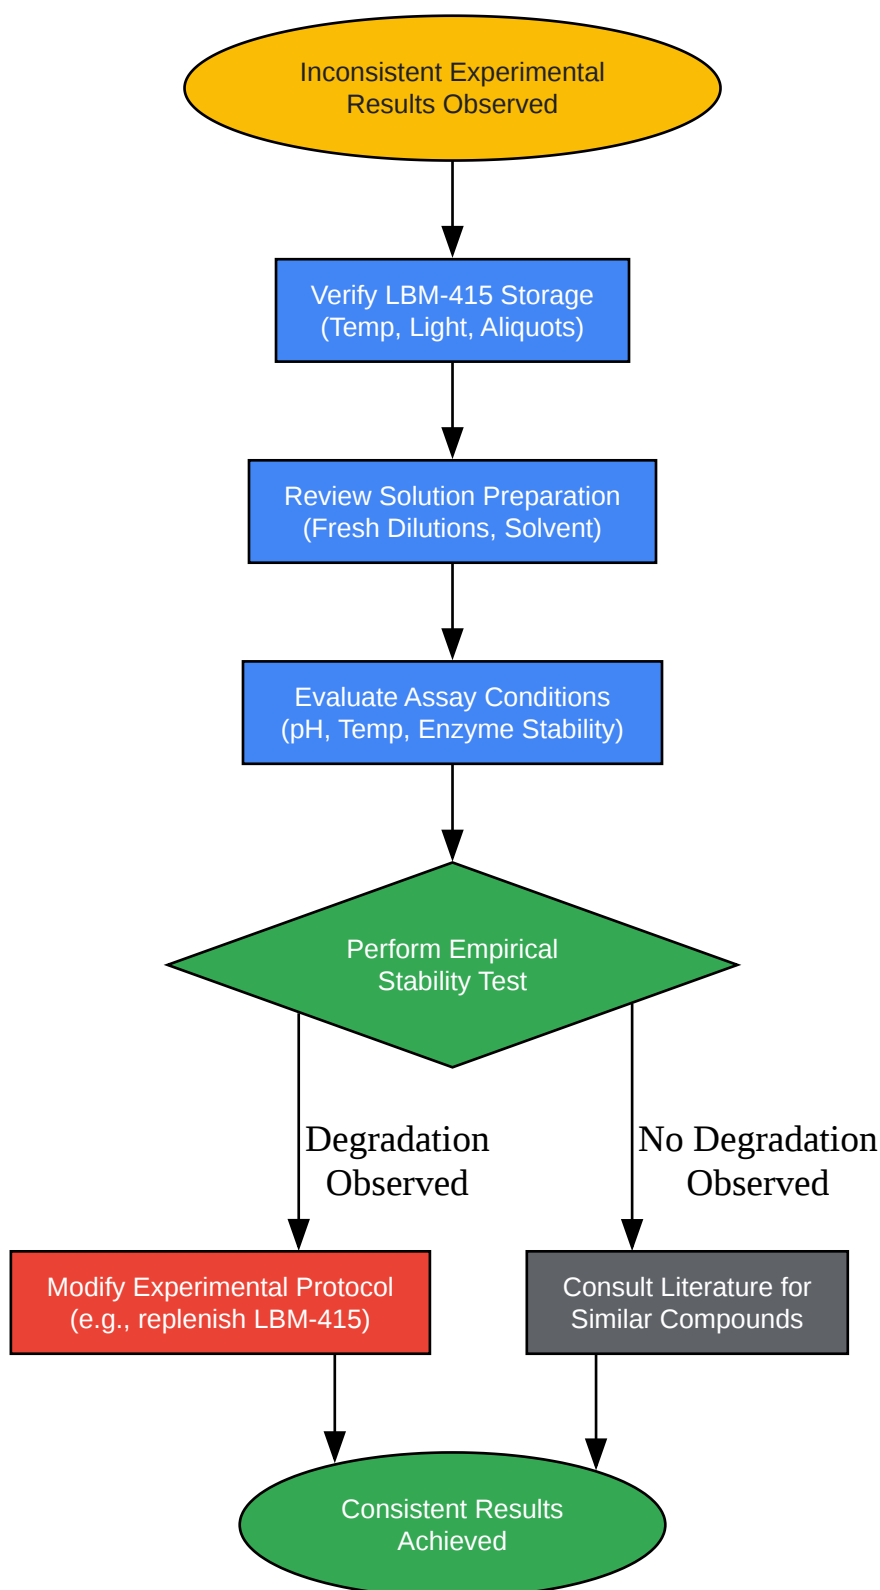 Inconsistent Experimental
Results Observed
Verify LBM-415 Storage
(Temp, Light, Aliquots)
Review Solution Preparation
(Fresh Dilutions, Solvent)
Evaluate Assay Conditions
(pH, Temp, Enzyme Stability)
Perform Empirical
Stability Test
Degradation
Observed
No Degradation
Observed
Modify Experimental Protocol
(e.g., replenish LBM-415)
Consult Literature for
Similar Compounds
Consistent Results
Achieved